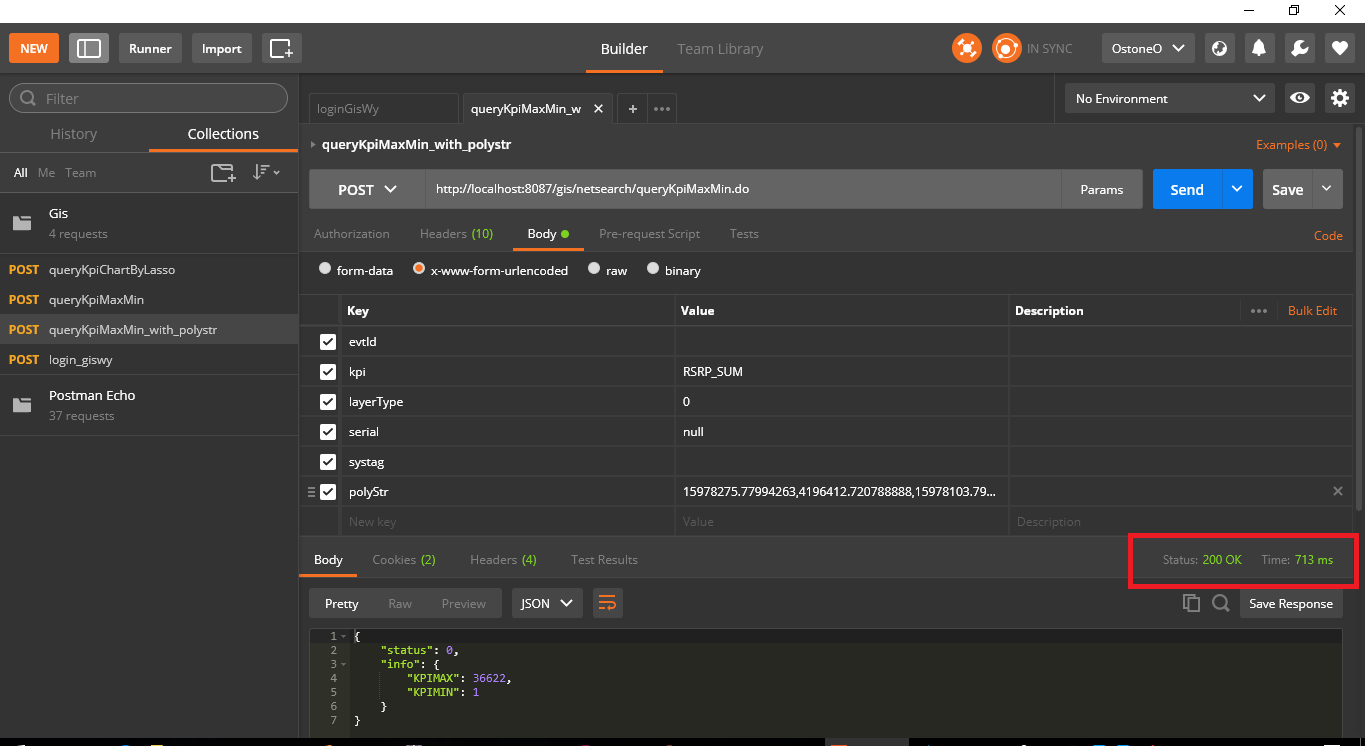 NEW Runner Import Builder Team Library IN SYNC OstoneO
Filter
loginGisWy queryKpiMaxMin_w No Environment
History Collections
queryKpiMaxMin_with_polystr Examples (0)
All Me Team
POST http://localhost:8087/gis/netsearch/queryKpiMaxMin.do Params Send Save
Gis
4 requests
Authorization Headers (10) Body Pre-request Script Tests Code
POST queryKpiChartByLasso
form-data x-www-form-urlencoded raw binary
POST queryKpiMaxMin
Key Value Description Bulk Edit
POST queryKpiMaxMin_with_polystr
evtId
POST login_giswy
kpi RSRP_SUM
Postman Echo
37 requests
layerType 0
serial null
systag
polyStr 15978275.77994263,4196412.720788888,15978103.79...
New key Value Description
Body Cookies (2) Headers (4) Test Results Status: 200 OK Time: 713 ms
Pretty Raw Preview JSON Save Response
1 {
2 "status": 0,
3 "info": {
4 "KPIMAX": 36622,
5 "KPIMIN": 1
6 }
7 }